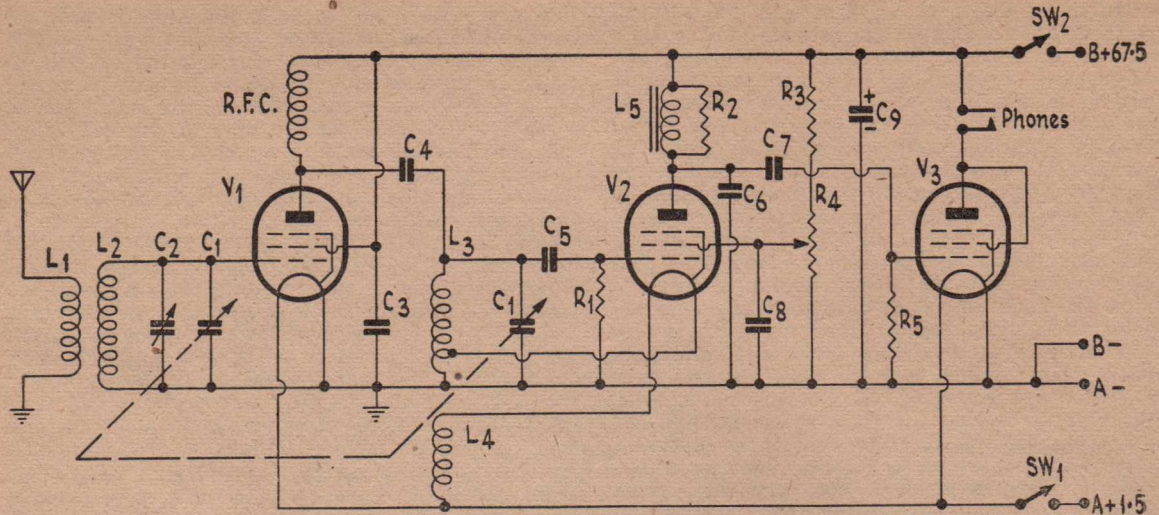 SW2
B+67·5
R.F.C.
L5
R2
R3
C9
Phones
C4
C7
V1
V2
C6
R4
V3
L1
L2
C2
C1
L3
C5
C3
C1
R1
C8
R5
B-
A-
L4
SW1
A+1·5